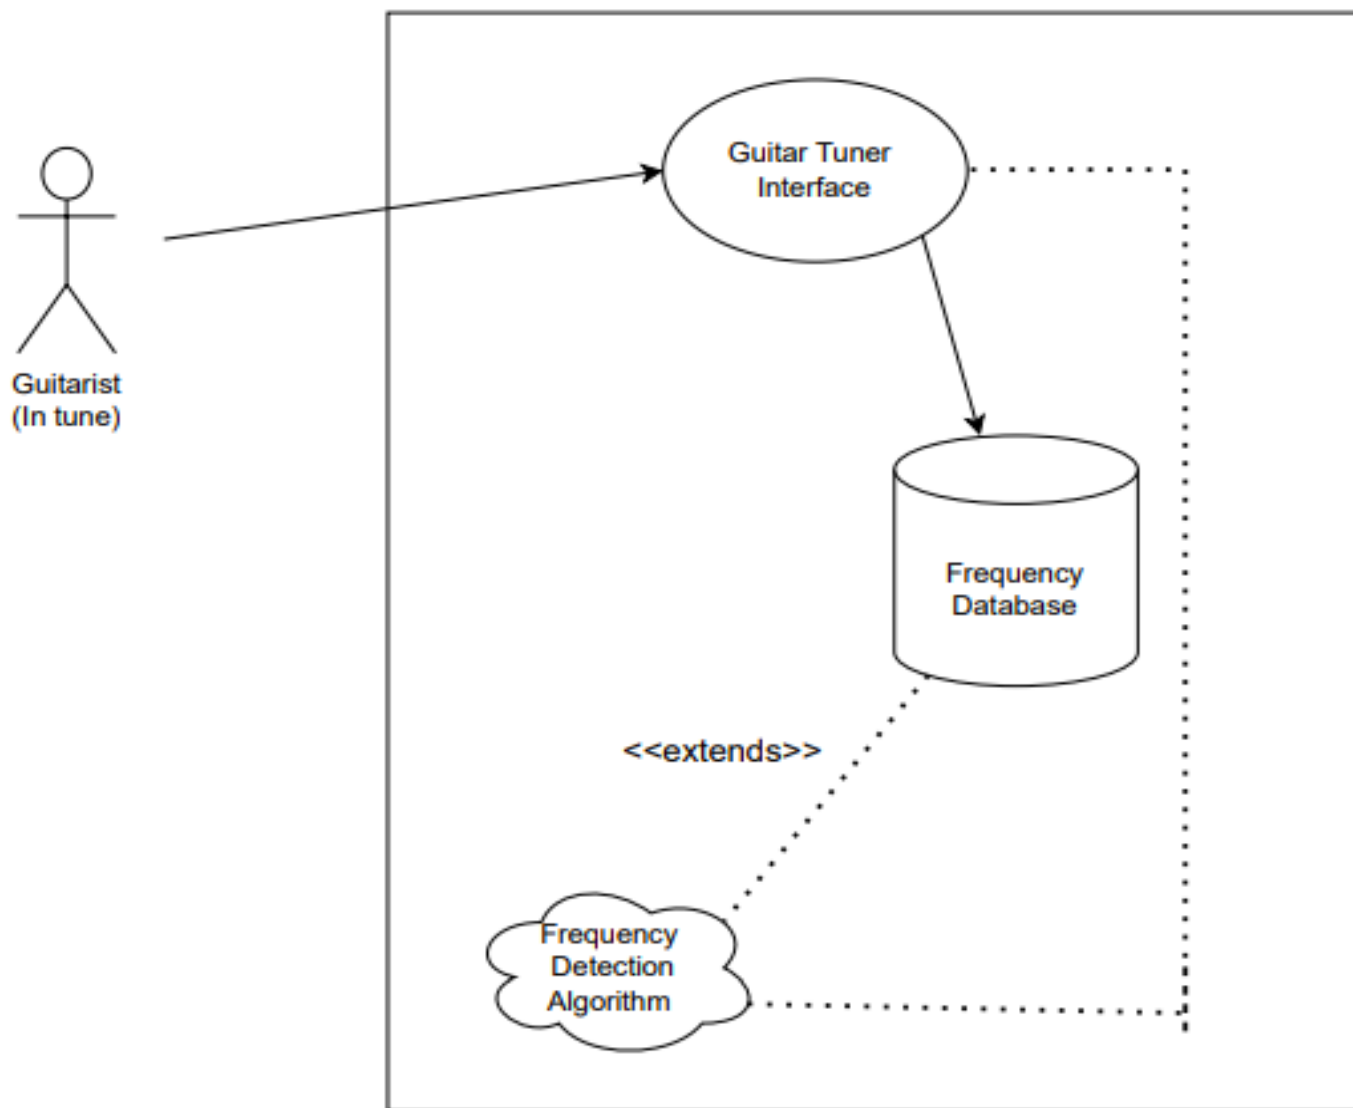 Guitar Tuner
Interface
Guitarist
(In tune)
Frequency
Database
<<extends>>
Frequency
Detection
Algorithm